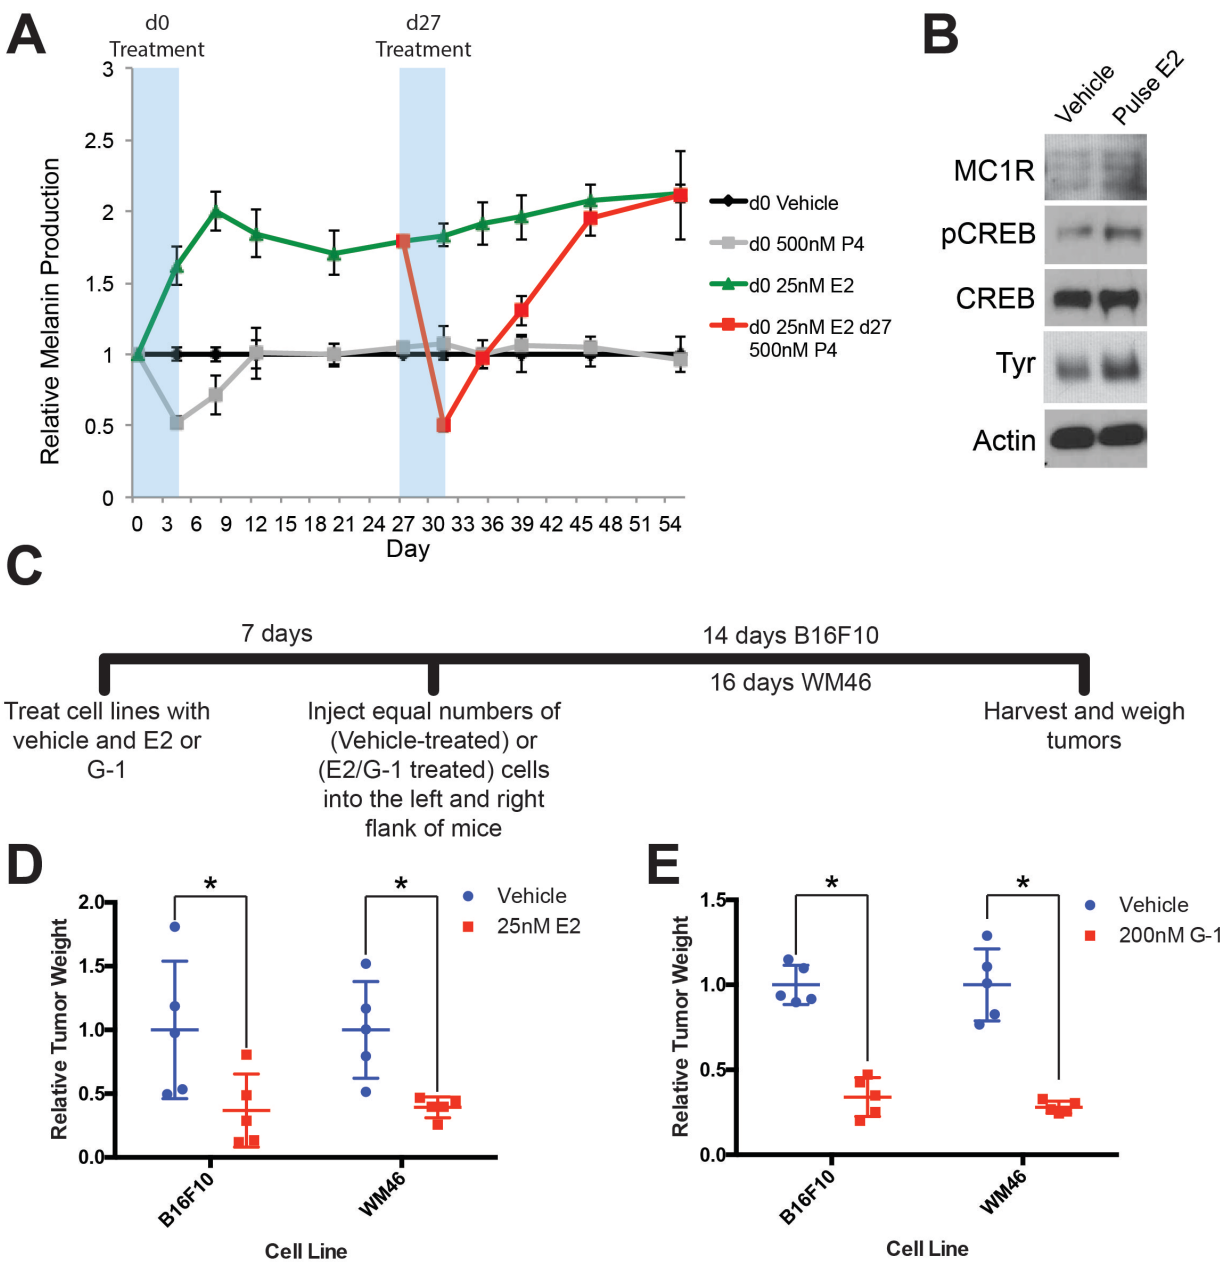 A
d0
Treatment
d27
Treatment
3
2.5
2
1.5
1
0.5
0
Relative Melanin Production
0 3 6 9 12 15 18 21 24 27 30 33 36 39 42 45 48 51 54
Day
d0 Vehicle
d0 500nM P4
d0 25nM E2
d0 25nM E2 d27
500nM P4
B
Vehicle
Pulse E2
MC1R
pCREB
CREB
Tyr
Actin
C
7 days
14 days B16F10
16 days WM46
Treat cell lines with
vehicle and E2 or
G-1
Inject equal numbers of
(Vehicle-treated) or
(E2/G-1 treated) cells
into the left and right
flank of mice
Harvest and weigh
tumors
D
2.0
1.5
1.0
0.5
0.0
Relative Tumor Weight
*
*
Vehicle
25nM E2
B16F10
WM46
Cell Line
E
1.5
1.0
0.5
0.0
Relative Tumor Weight
*
*
Vehicle
200nM G-1
B16F10
WM46
Cell Line